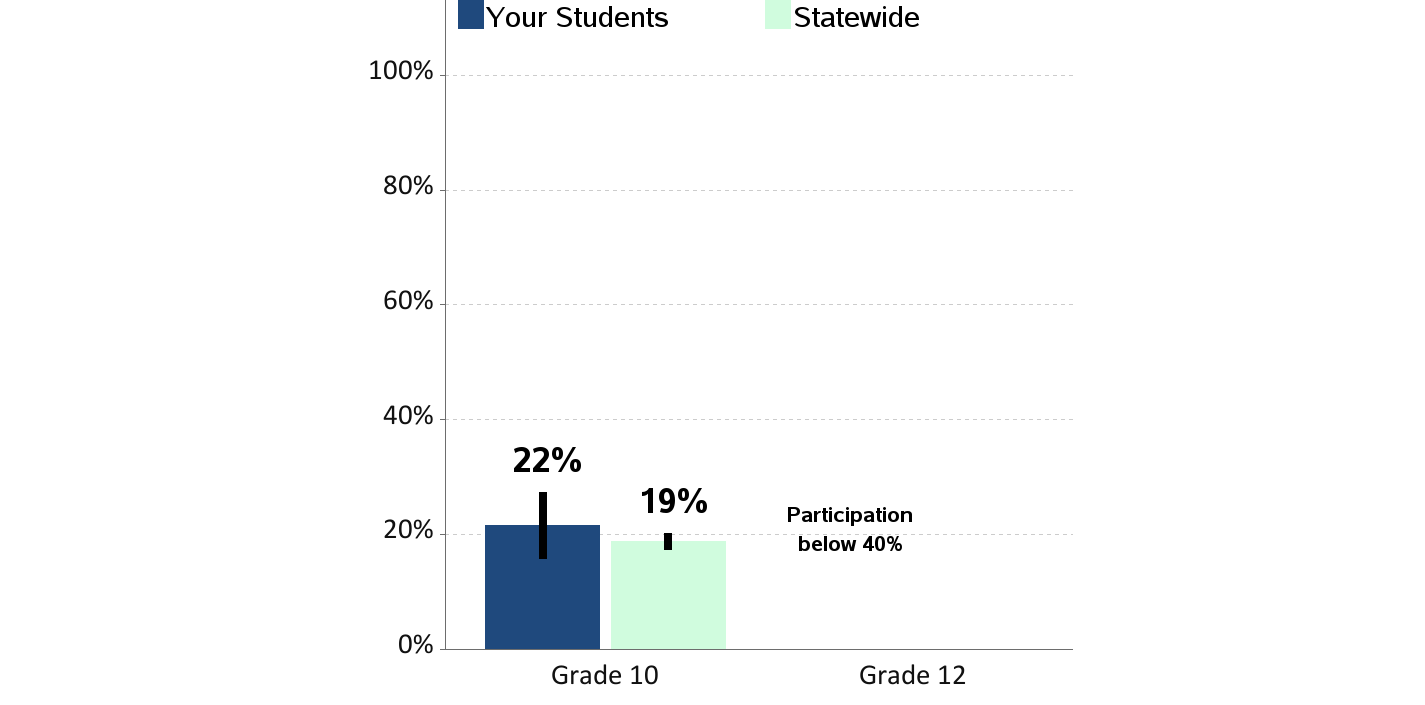 Your Students
Statewide
100%
80%
60%
40%
22%
19%
Participation
below 40%
20%
0%
Grade 10
Grade 12